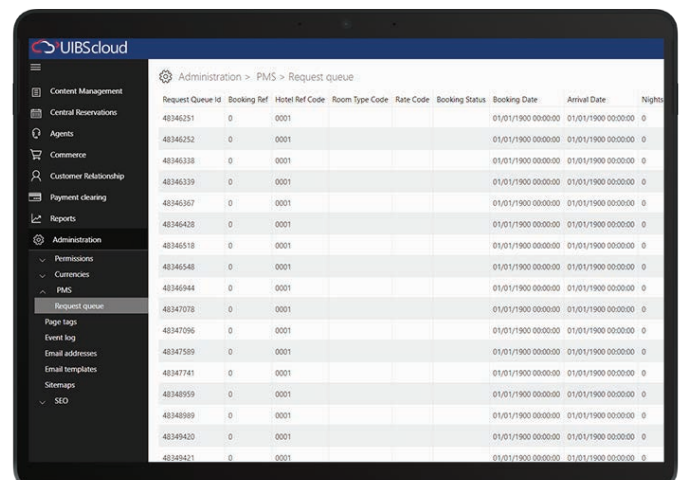 UIBScloud
Administration > PMS > Request queue
Content Management
Central Reservations
Agents
Commerce
Customer Relationship
Payment clearing
Reports
Administration
Permissions
Currencies
PMS
Request queue
Page tags
Event log
Email addresses
Email templates
Sitemaps
SEO
Request Queue Id Booking Ref Hotel Ref Code Room Type Code Rate Code Booking Status Booking Date Arrival Date Nights
48346251 0 0001 01/01/1900 00:00:00 01/01/1900 00:00:00 0
48346252 0 0001 01/01/1900 00:00:00 01/01/1900 00:00:00 0
48346338 0 0001 01/01/1900 00:00:00 01/01/1900 00:00:00 0
48346339 0 0001 01/01/1900 00:00:00 01/01/1900 00:00:00 0
48346367 0 0001 01/01/1900 00:00:00 01/01/1900 00:00:00 0
48346428 0 0001 01/01/1900 00:00:00 01/01/1900 00:00:00 0
48346518 0 0001 01/01/1900 00:00:00 01/01/1900 00:00:00 0
48346548 0 0001 01/01/1900 00:00:00 01/01/1900 00:00:00 0
48346944 0 0001 01/01/1900 00:00:00 01/01/1900 00:00:00 0
48347078 0 0001 01/01/1900 00:00:00 01/01/1900 00:00:00 0
48347096 0 0001 01/01/1900 00:00:00 01/01/1900 00:00:00 0
48347589 0 0001 01/01/1900 00:00:00 01/01/1900 00:00:00 0
48347741 0 0001 01/01/1900 00:00:00 01/01/1900 00:00:00 0
48348959 0 0001 01/01/1900 00:00:00 01/01/1900 00:00:00 0
48348989 0 0001 01/01/1900 00:00:00 01/01/1900 00:00:00 0
48349420 0 0001 01/01/1900 00:00:00 01/01/1900 00:00:00 0
48349421 0 0001 01/01/1900 00:00:00 01/01/1900 00:00:00 0